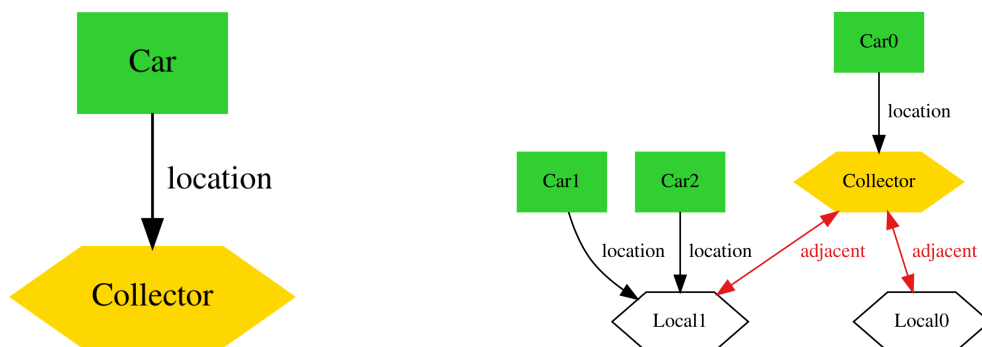 Car
location
Collector
Car0
location
Car1
Car2
Collector
location
location
adjacent
adjacent
Local1
Local0